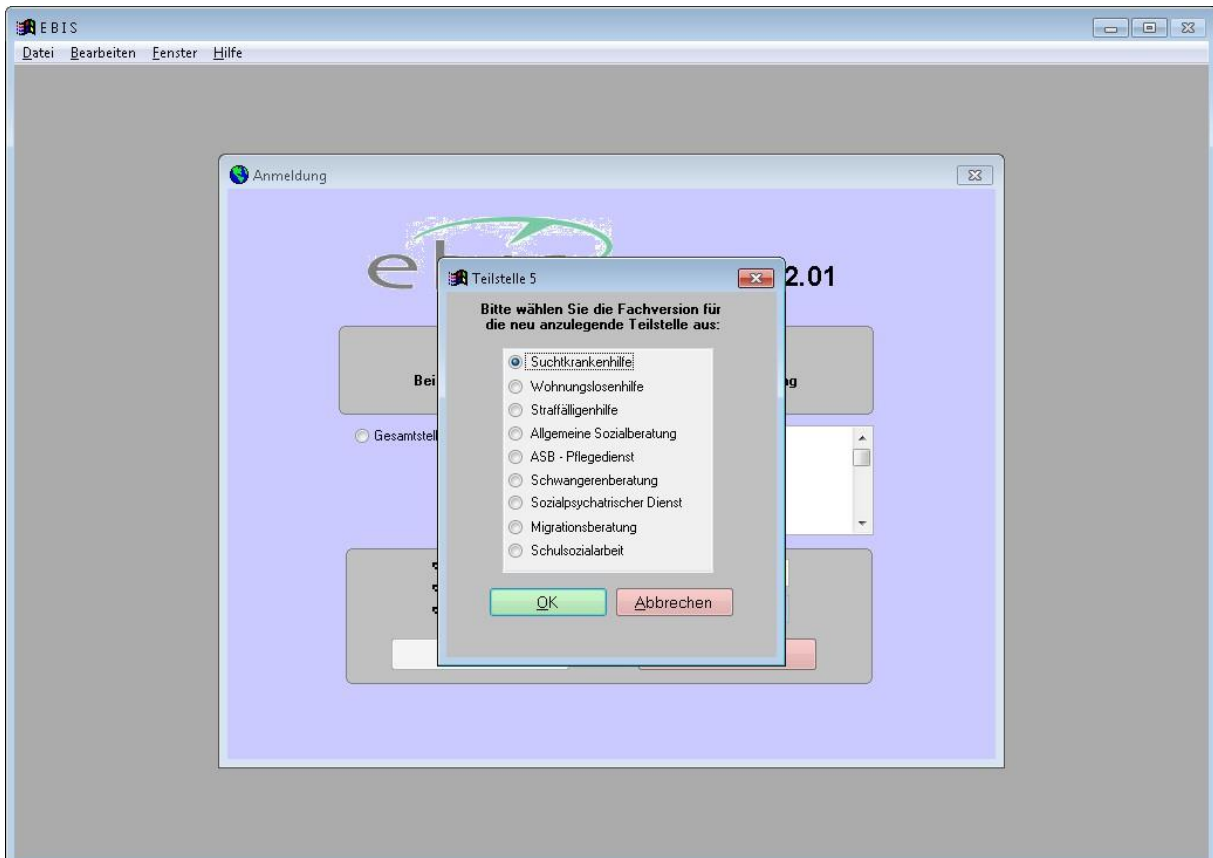 EBIS
Datei Bearbeiten Fenster Hilfe
Anmeldung
2.01
Teilstelle 5
Bitte wählen Sie die Fachversion für
die neu anzulegende Teilstelle aus:
Suchtkrankenhilfe
Wohnungslosenhilfe
Straffälligenhilfe
Allgemeine Sozialberatung
ASB - Pflegedienst
Schwangerenberatung
Sozialpsychatrischer Dienst
Migrationsberatung
Schulsozialarbeit
OK Abbrechen
Bei
Gesamtstell